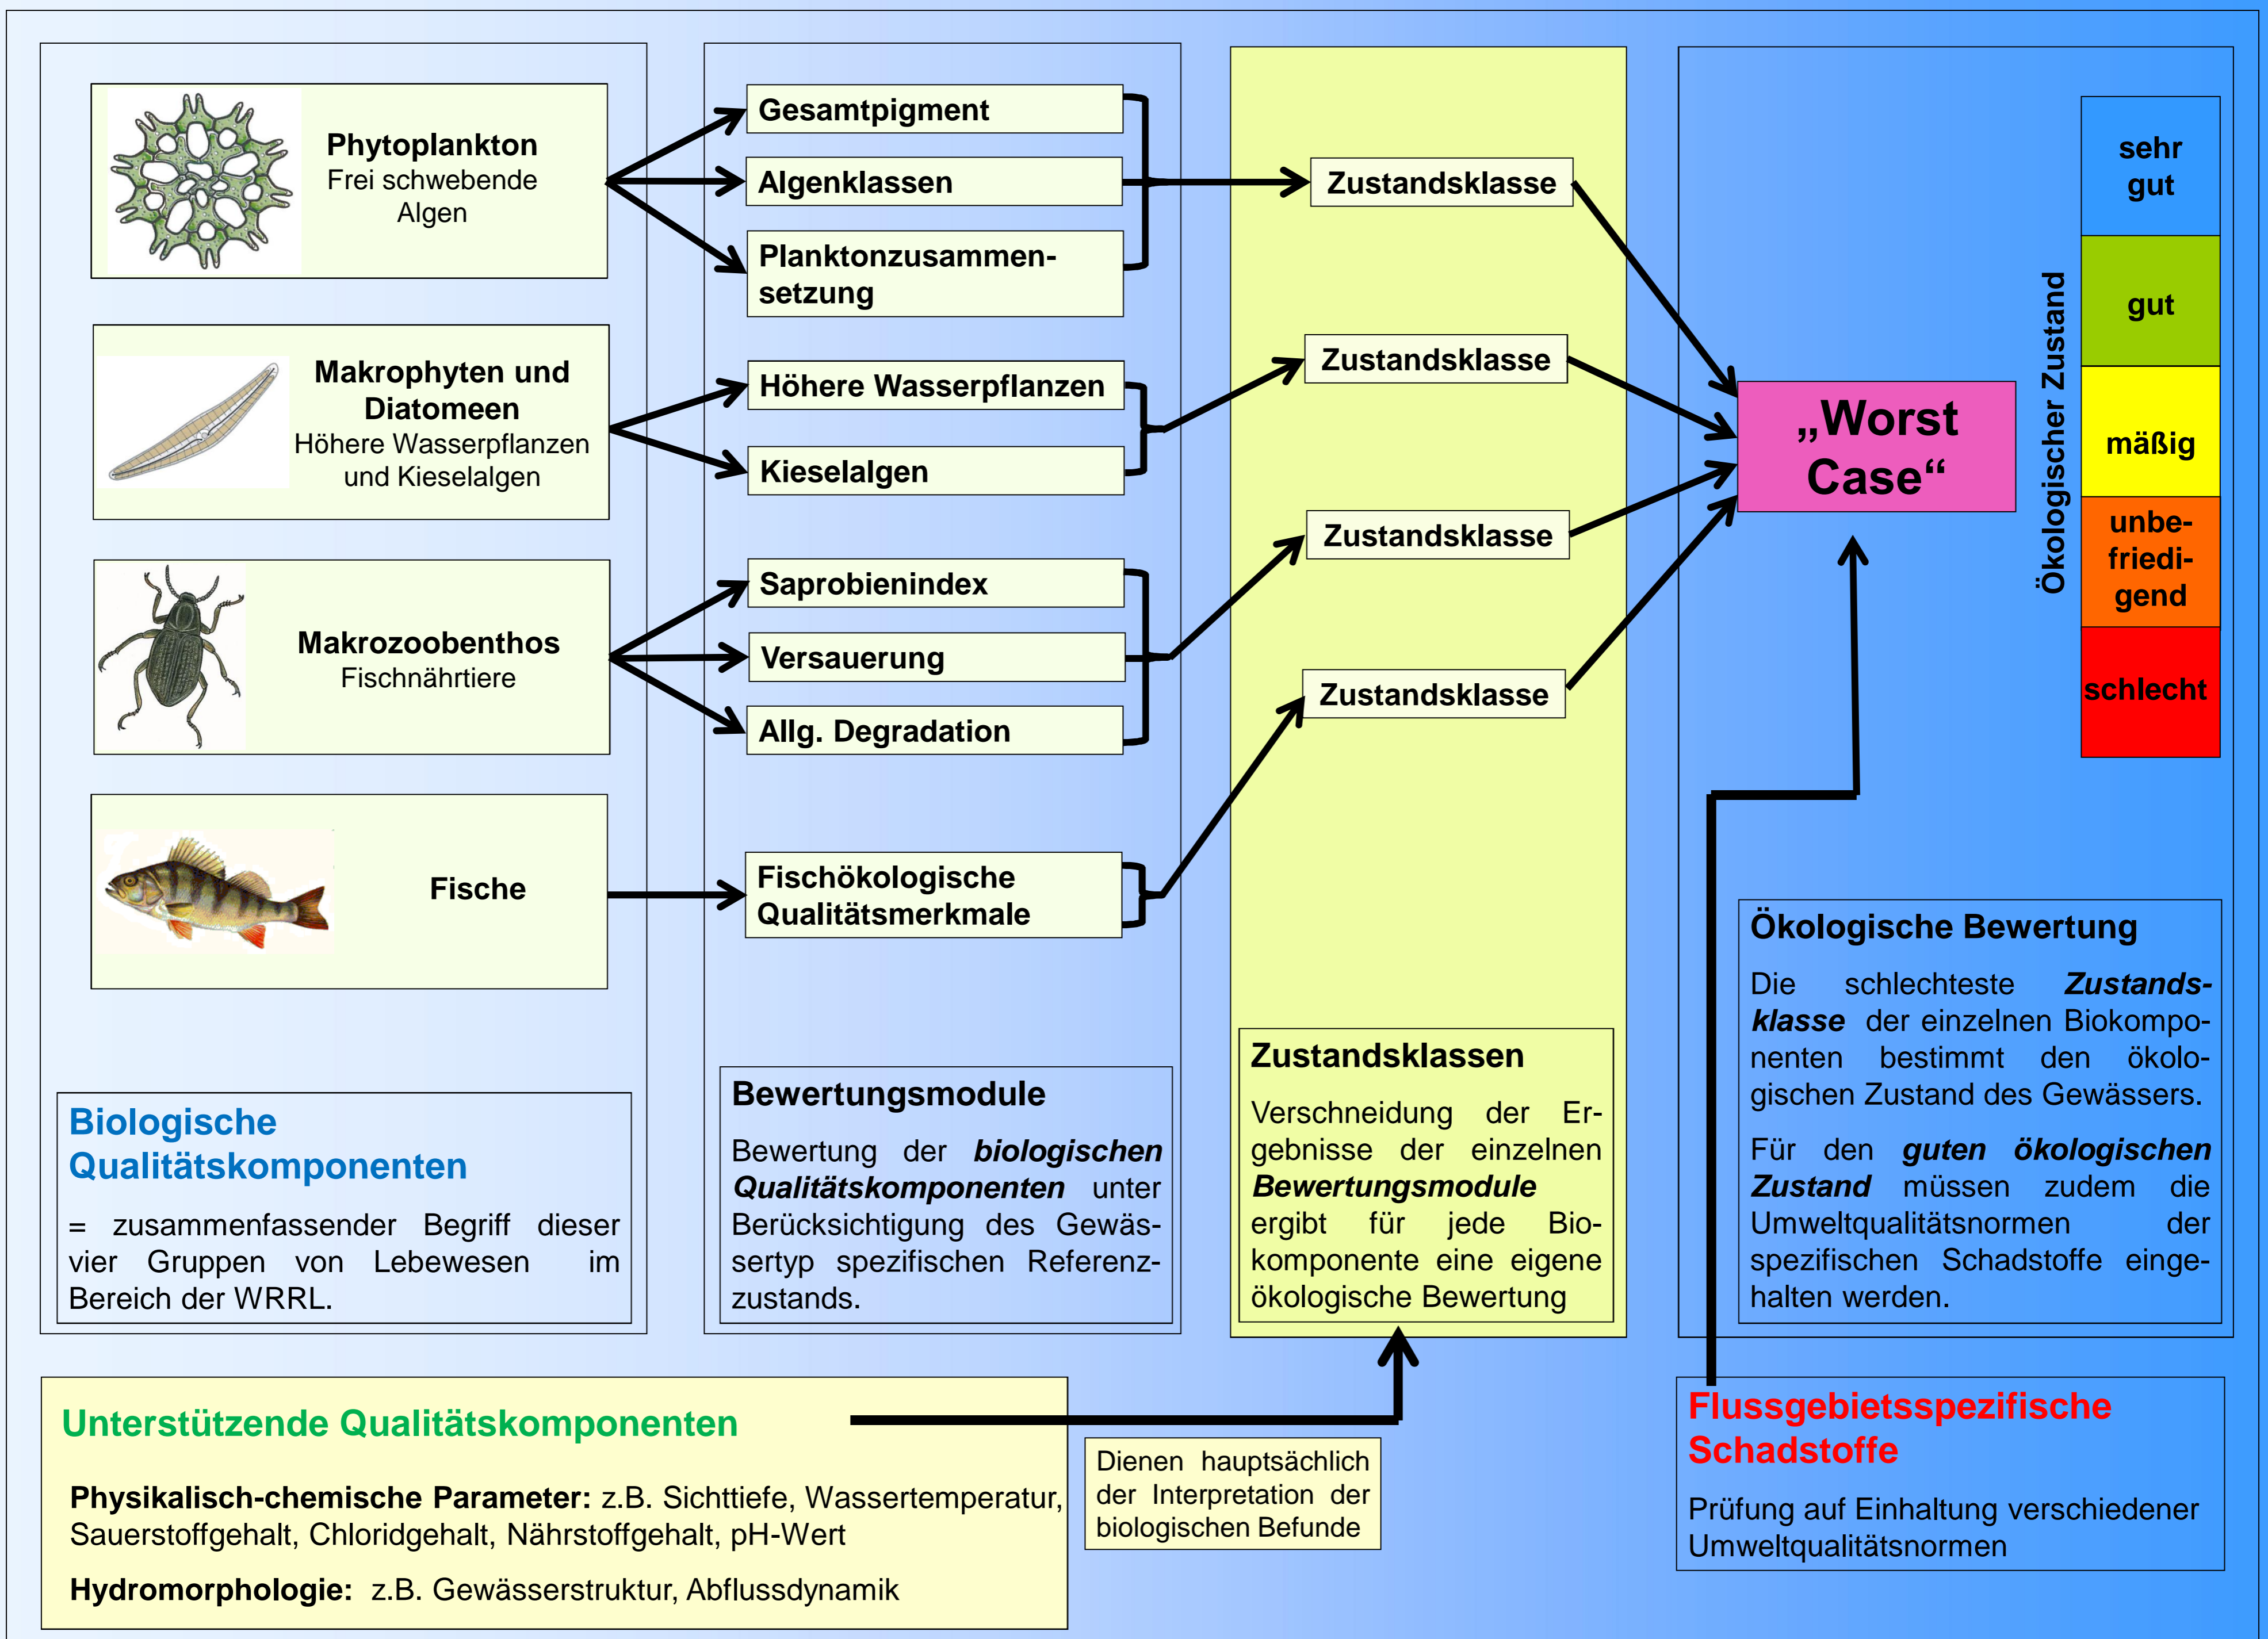 Phytoplankton
Frei schwebende
Algen
Makrophyten und
Diatomeen
Höhere Wasserpflanzen
und Kieselalgen
Makrozoobenthos
Fischnährtiere
Fische
Biologische
Qualitätskomponenten
= zusammenfassender Begriff dieser
vier Gruppen von Lebewesen im
Bereich der WRRL.
Gesamtpigment
Algenklassen
Planktonzusammen-
setzung
Höhere Wasserpflanzen
Kieselalgen
Saprobienindex
Versauerung
Allg. Degradation
Fischökologische
Qualitätsmerkmale
Bewertungsmodule
Bewertung der biologischen
Qualitätskomponenten unter
Berücksichtigung des Gewäs-
sertyp spezifischen Referenz-
zustands.
Zustandsklasse
Zustandsklasse
Zustandsklasse
Zustandsklasse
Zustandsklassen
Verschneidung der Er-
gebnisse der einzelnen
Bewertungsmodule
ergibt für jede Bio-
komponente eine eigene
ökologische Bewertung
„Worst
Case“
Ökologischer Zustand
sehr
gut
gut
mäßig
unbe-
friedi-
gend
schlecht
Ökologische Bewertung
Die schlechteste Zustands-
klasse der einzelnen Biokompo-
nenten bestimmt den ökolo-
gischen Zustand des Gewässers.
Für den guten ökologischen
Zustand müssen zudem die
Umweltqualitätsnormen der
spezifischen Schadstoffe einge-
halten werden.
Unterstützende Qualitätskomponenten
Physikalisch-chemische Parameter: z.B. Sichttiefe, Wassertemperatur,
Sauerstoffgehalt, Chloridgehalt, Nährstoffgehalt, pH-Wert
Hydromorphologie: z.B. Gewässerstruktur, Abflussdynamik
Dienen hauptsächlich
der Interpretation der
biologischen Befunde
Flussgebietsspezifische
Schadstoffe
Prüfung auf Einhaltung verschiedener
Umweltqualitätsnormen